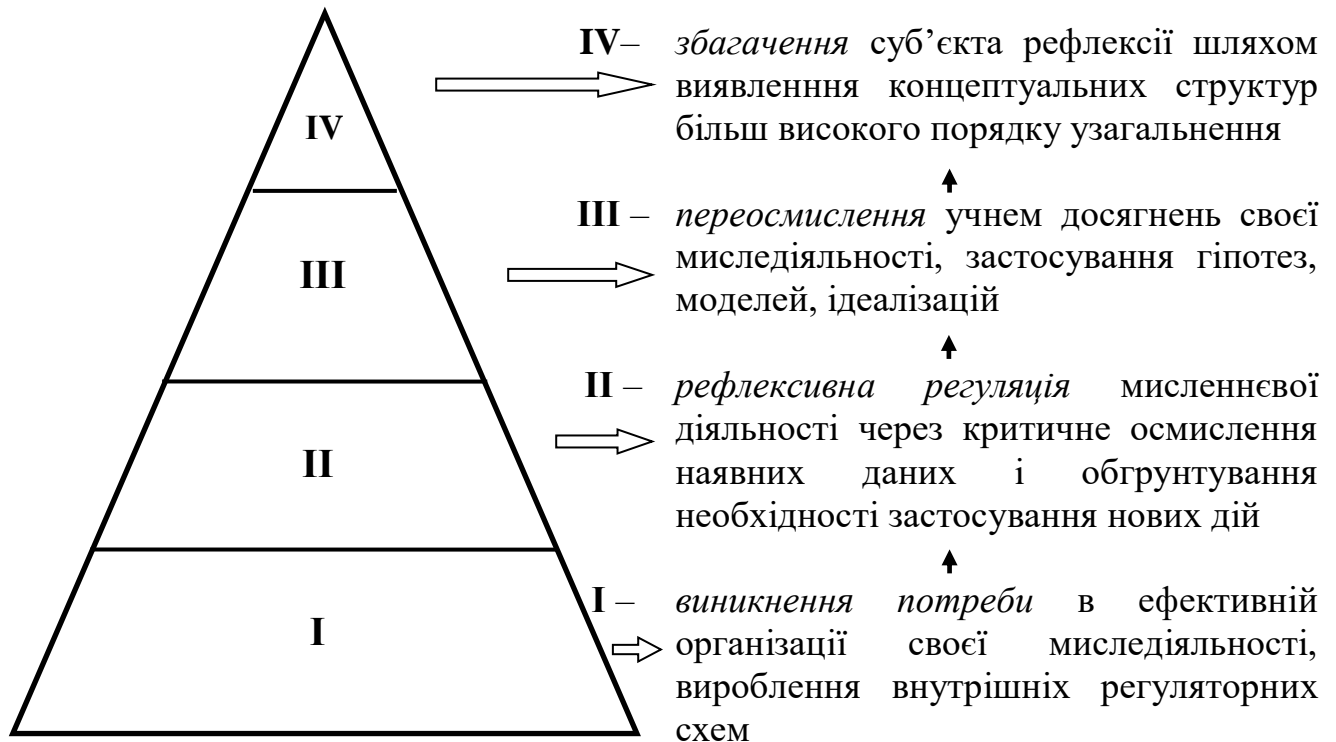 IV– збагачення суб’єкта рефлексії шляхом
виявленння концептуальних структур
більш високого порядку узагальнення
IV
III – переосмислення учнем досягнень своєї
миследіяльності, застосування гіпотез,
моделей, ідеалізацій
III
II – рефлексивна регуляція мисленнєвої
діяльності через критичне осмислення
наявних даних і обгрунтування
необхідності застосування нових дій
II
I – виникнення потреби в ефективній
організації своєї миследіяльності,
вироблення внутрішніх регуляторних
схем
I